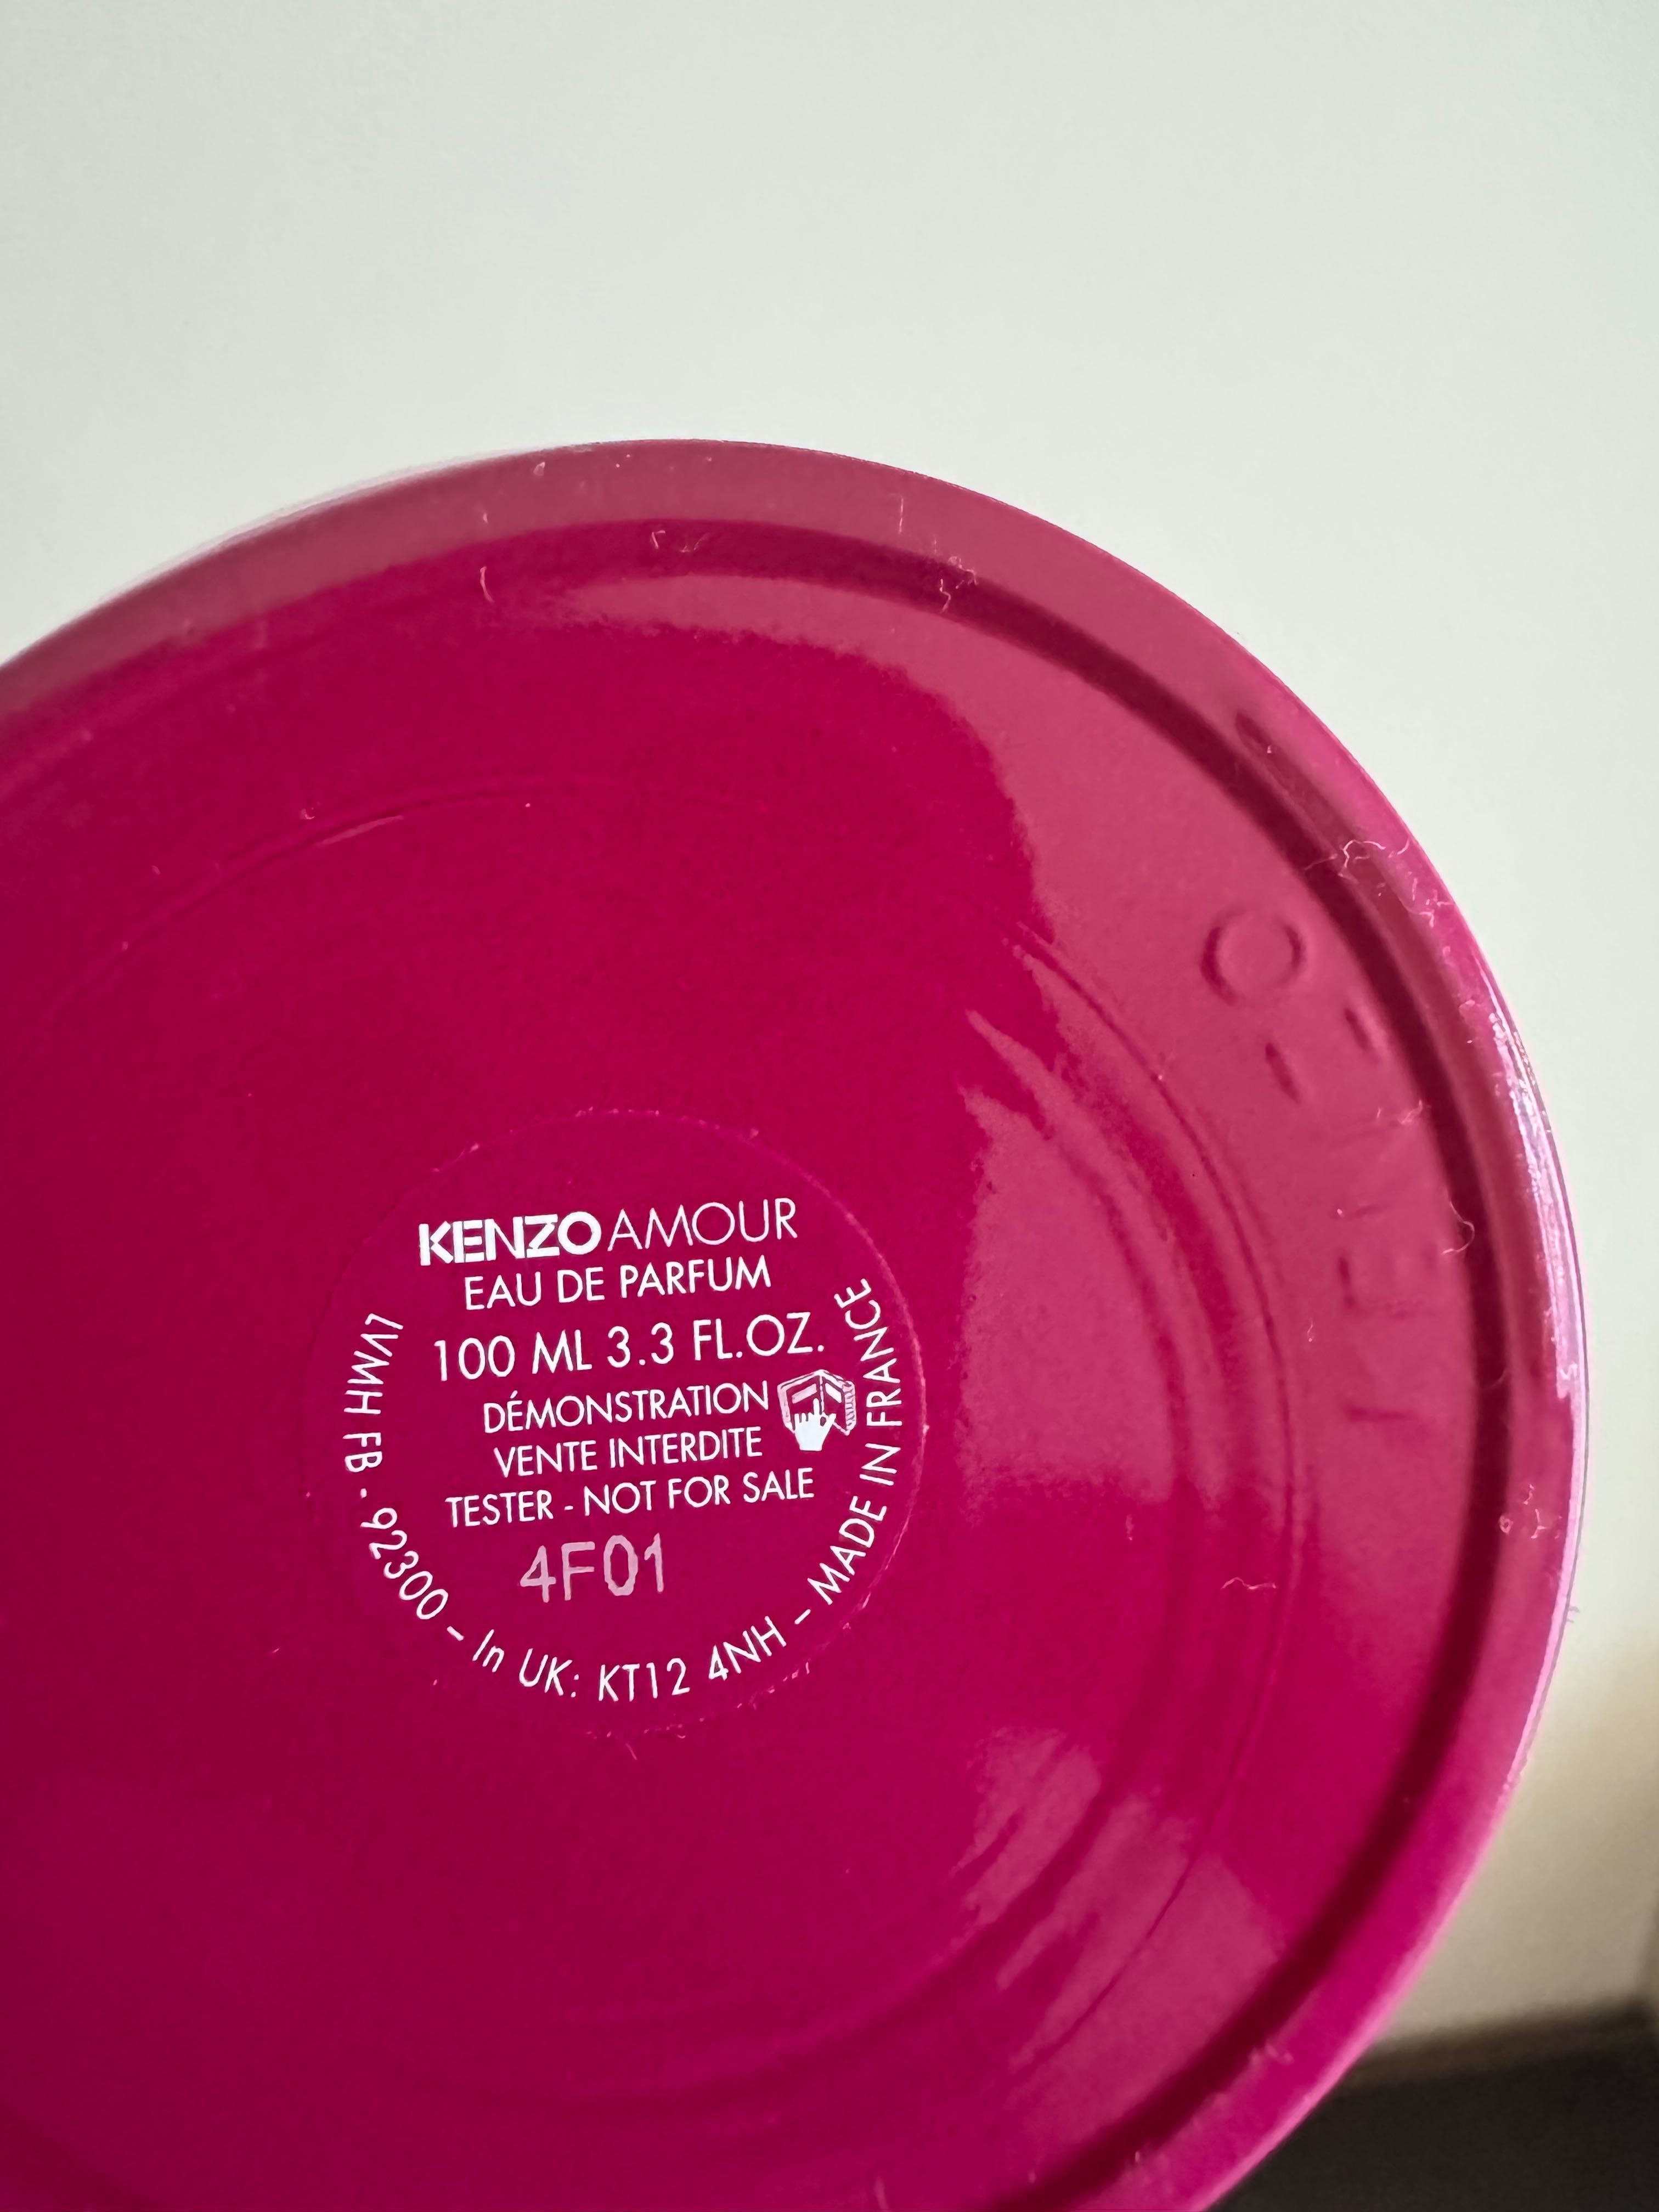 KENZO AMOUR
EAU DE PARFUM
100 ML 3.3 FL.OZ.
DÉMONSTRATION
VENTE INTERDITE
TESTER - NOT FOR SALE
4F01
LVMH FB - 92300 - In UK: KT12 4NH - MADE IN FRANCE